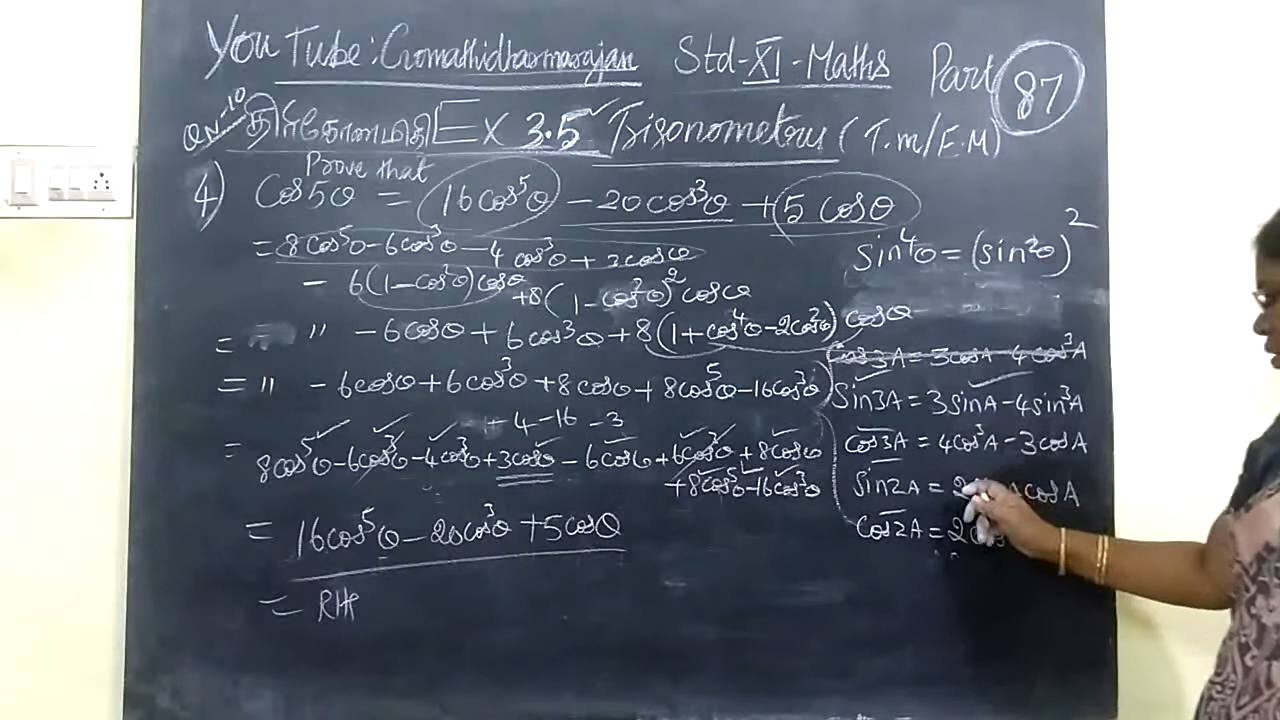 YouTube: Gomathidharmarajan Std-XI-Maths Part 87
QN-10 திரிகோணமிதி Ex 3.5 Trigonometry (T.M/E.M)
Prove that
4) Cos5θ = 16cos⁵θ - 20cos³θ + 5cosθ
= 8cos⁵θ - 6cos³θ - 4cos³θ + 3cosθ
- 6(1-cos²θ)cosθ + 8(1-cos²θ)²cosθ
= " - 6cosθ + 6cos³θ + 8(1+cos⁴θ-2cos²θ)cosθ
= " - 6cosθ + 6cos³θ + 8cosθ + 8cos⁵θ - 16cos³θ
+4-16-3
= 8cos⁵θ - 6cos³θ - 4cos³θ + 3cosθ - 6cosθ + 6cos³θ + 8cosθ
+ 8cos⁵θ - 16cos³θ
= 16cos⁵θ - 20cos³θ + 5cosθ
= RHS
sin⁴θ = (sin²θ)²
Cos3A = 3cosA - 4cos³A
Sin3A = 3sinA - 4sin³A
Cos3A = 4cos³A - 3cosA
Sin2A = 2 A cosA
Cos2A = 2cos